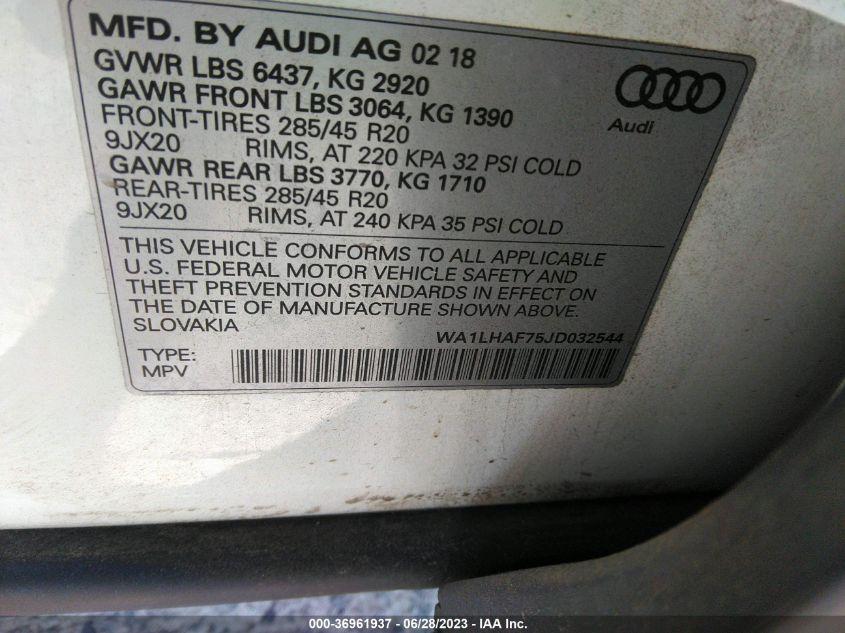 MFD. BY AUDI AG 02 18
GVWR LBS 6437, KG 2920
GAWR FRONT LBS 3064, KG 1390
FRONT-TIRES 285/45 R20
9JX20 RIMS, AT 220 KPA 32 PSI COLD
GAWR REAR LBS 3770, KG 1710
REAR-TIRES 285/45 R20
9JX20 RIMS, AT 240 KPA 35 PSI COLD
Audi
THIS VEHICLE CONFORMS TO ALL APPLICABLE
U.S. FEDERAL MOTOR VEHICLE SAFETY AND
THEFT PREVENTION STANDARDS IN EFFECT ON
THE DATE OF MANUFACTURE SHOWN ABOVE.
SLOVAKIA
WA1LHAF75JD032544
TYPE:
MPV
000-36961937 - 06/28/2023 - IAA Inc.